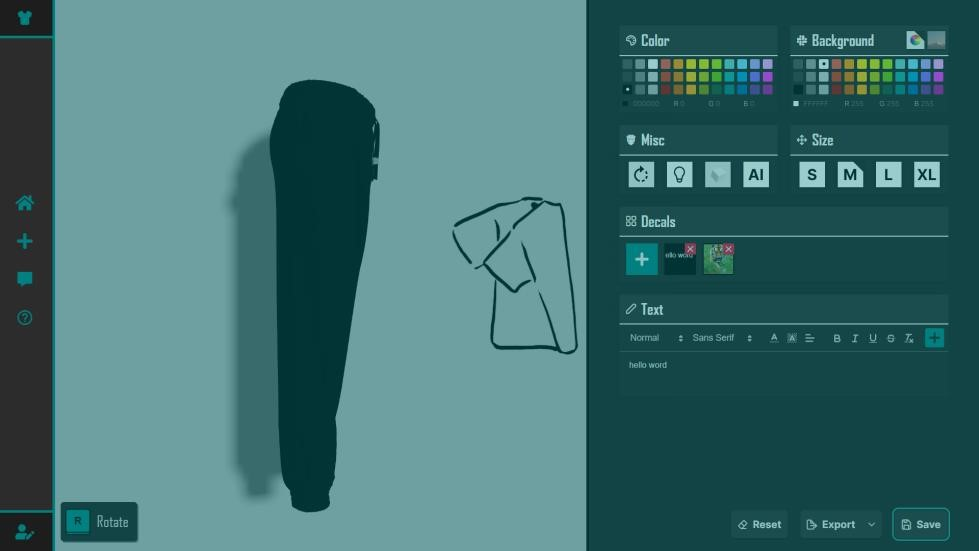 Color
000000 R 0 G 0 B 0
Background
FFFFFF R 255 G 255 B 255
Misc
AI
Size
S M L XL
Decals
ello word
Text
Normal Sans Serif A A B I U S Tx
hello word
R Rotate
Reset Export Save